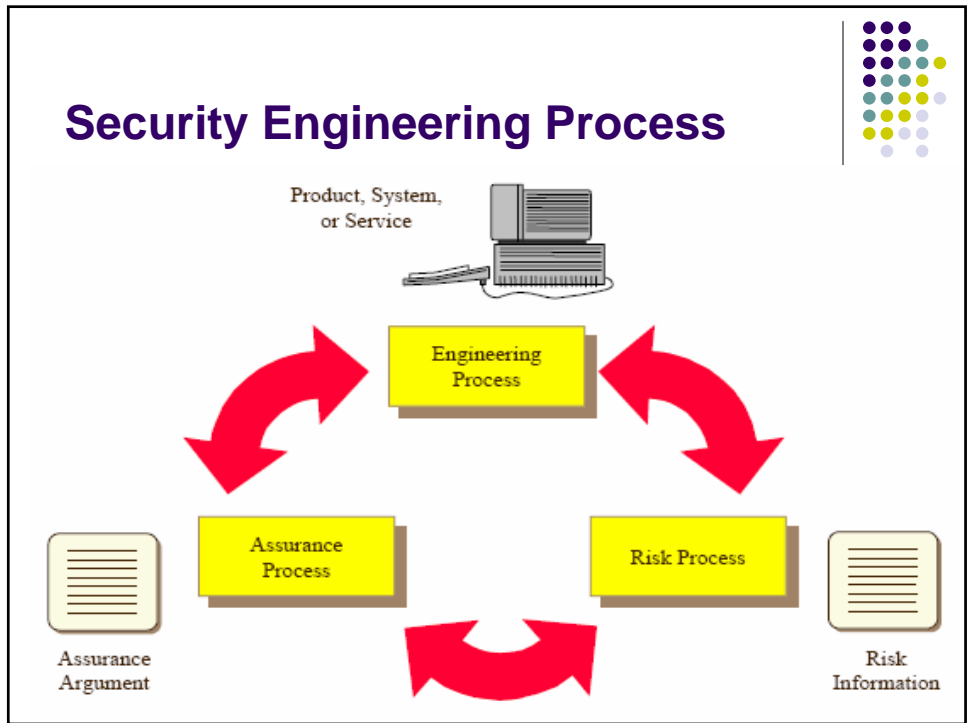 Security Engineering Process
Product, System,
or Service
Engineering
Process
Assurance
Process
Risk Process
Assurance
Argument
Risk
Information